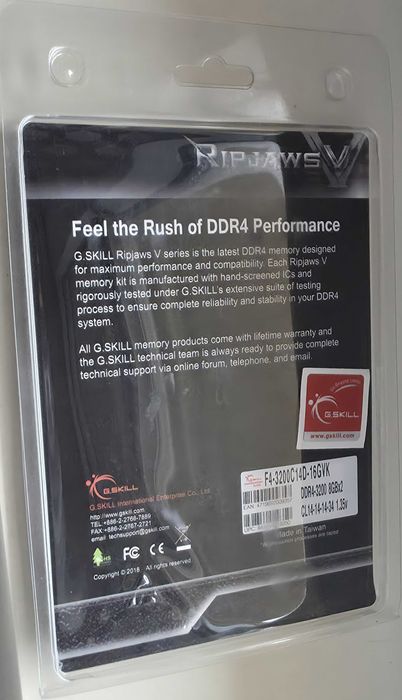 RIPJAWS V
Feel the Rush of DDR4 Performance
G.SKILL Ripjaws V series is the latest DDR4 memory designed
for maximum performance and compatibility. Each Ripjaws V
memory kit is manufactured with hand-screened ICs and
rigorously tested under G.SKILL's extensive suite of testing
process to ensure complete reliability and stability in your DDR4
system.
All G.SKILL memory products come with lifetime warranty and
the G.SKILL technical team is always ready to provide complete
technical support via online forum, telephone, and email.
G.SKILL
www.gskill.com
G.SKILL
G.SKILL International Enterprise Co., Ltd.
http://www.gskill.com
TEL +886-2-2768-7889
FAX +886-2-2767-2721
email techsupport@gskill.com
F4-3200C14D-16GVK
DDR4-3200 8GBx2
CL14-14-14-34 1.35V
EAN
UPC
Made in Taiwan
FC CE
Copyright © 2018 . All rights reserved